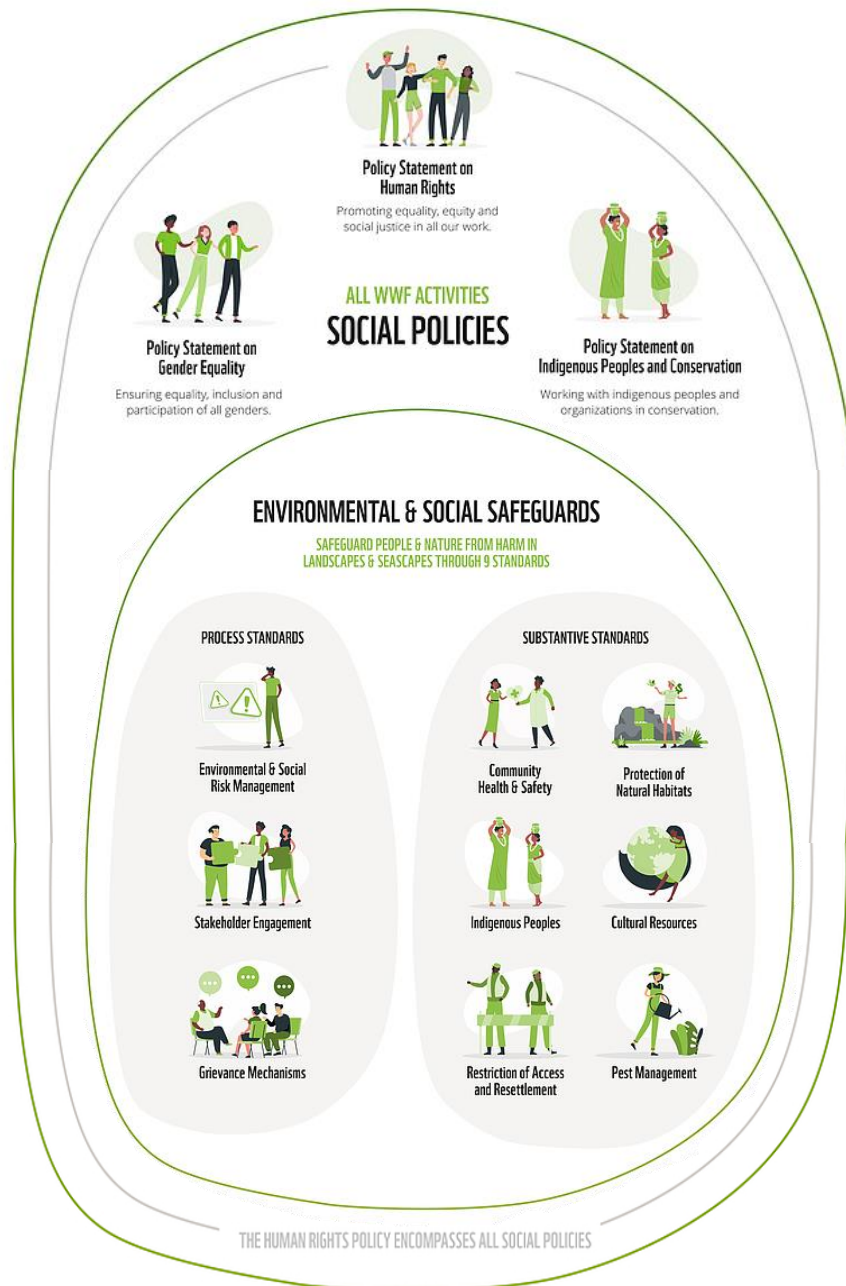 Policy Statement on
Human Rights
Promoting equality, equity and
social justice in all our work.
ALL WWF ACTIVITIES
SOCIAL POLICIES
Policy Statement on
Gender Equality
Ensuring equality, inclusion and
participation of all genders.
Policy Statement on
Indigenous Peoples and Conservation
Working with indigenous peoples and
organizations in conservation.
ENVIRONMENTAL & SOCIAL SAFEGUARDS
SAFEGUARD PEOPLE & NATURE FROM HARM IN
LANDSCAPES & SEASCAPES THROUGH 9 STANDARDS
PROCESS STANDARDS
Environmental & Social
Risk Management
Stakeholder Engagement
Grievance Mechanisms
SUBSTANTIVE STANDARDS
Community
Health & Safety
Protection of
Natural Habitats
Indigenous Peoples
Cultural Resources
Restriction of Access
and Resettlement
Pest Management
THE HUMAN RIGHTS POLICY ENCOMPASSES ALL SOCIAL POLICIES